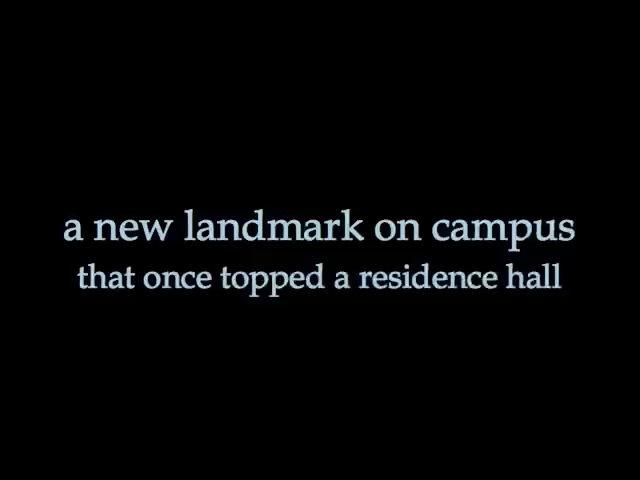 a new landmark on campus
that once topped a residence hall